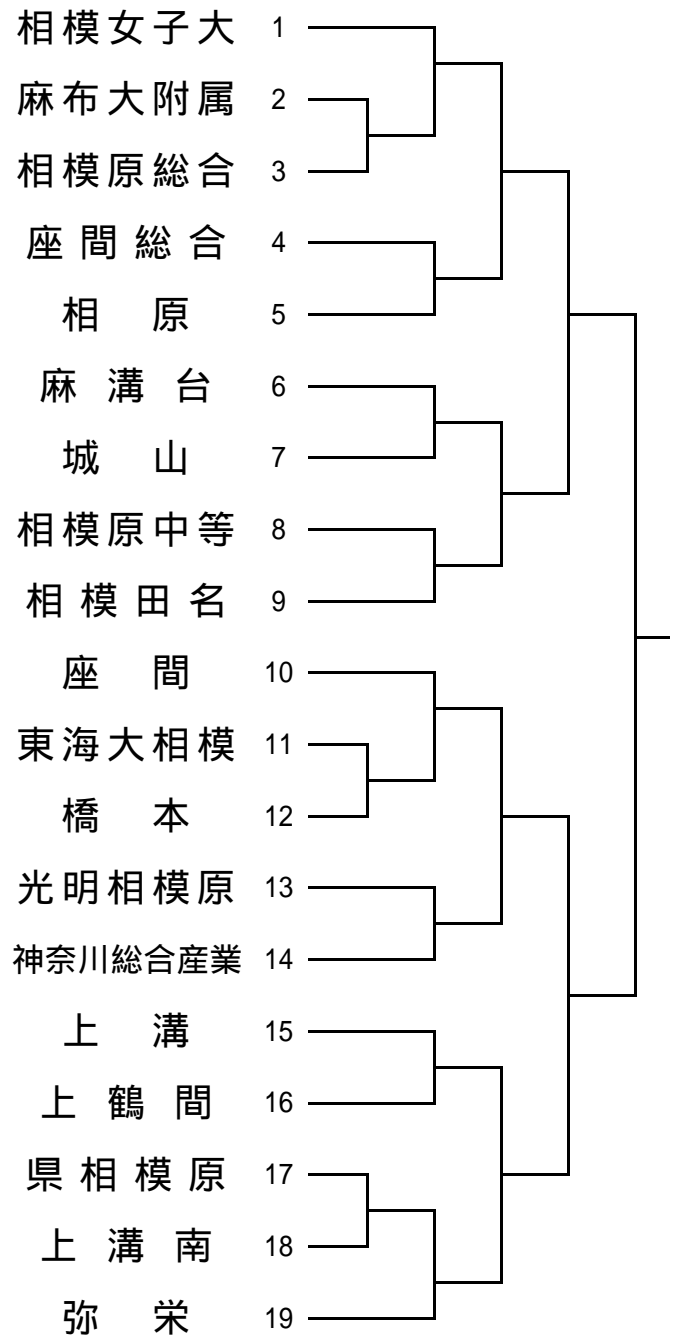 相模女子大 1
麻布大附属 2
相模原総合 3
座間総合 4
相原 5
麻溝台 6
城山 7
相模原中等 8
相模田名 9
座間 10
東海大相模 11
橋本 12
光明相模原 13
神奈川総合産業 14
上溝 15
上鶴間 16
県相模原 17
上溝南 18
弥栄 19